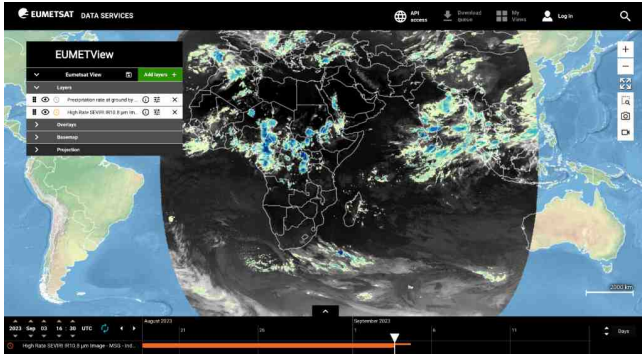 EUMETSAT DATA SERVICES
API access
Download queue
My Views
Log in
EUMETView
Eumetsat View
Add layers +
Layers
Precipitation rate at ground by ...
High Rate SEVIRI IR10.8 µm Im...
Overlays
Basemap
Projection
2000 km
2023 Sep 03 16 : 30 UTC
August 2023
September 2023
21
26
1
6
11
Days
High Rate SEVIRI IR10.8 µm Image - MSG - Ind...